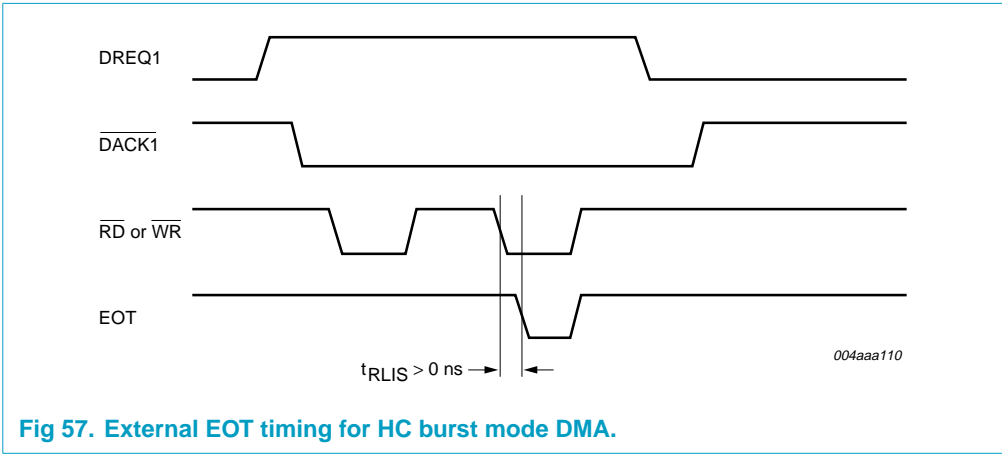 DREQ1
DACK1
RD or WR
EOT
tRLIS > 0 ns
004aaa110
Fig 57. External EOT timing for HC burst mode DMA.